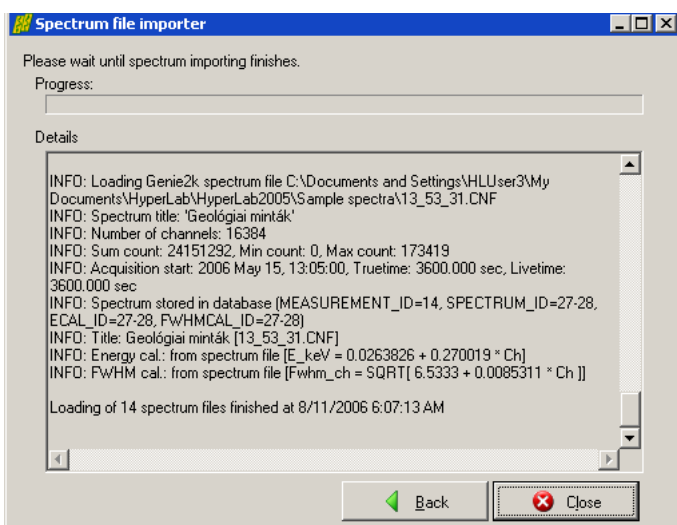 Spectrum file importer
Please wait until spectrum importing finishes.
Progress:
Details
INFO: Loading Genie2k spectrum file C:\Documents and Settings\HLUser3\My
Documents\HyperLab\HyperLab2005\Sample spectra\13_53_31.CNF
INFO: Spectrum title: 'Geológiai minták'
INFO: Number of channels: 16384
INFO: Sum count: 24151292, Min count: 0, Max count: 173419
INFO: Acquisition start: 2006 May 15, 13:05:00, Truetime: 3600.000 sec, Livetime:
3600.000 sec
INFO: Spectrum stored in database (MEASUREMENT_ID=14, SPECTRUM_ID=27-28,
ECAL_ID=27-28, FWHMCAL_ID=27-28)
INFO: Title: Geológiai minták [13_53_31.CNF]
INFO: Energy cal.: from spectrum file [E_keV = 0.0263826 + 0.270019 * Ch]
INFO: FWHM cal.: from spectrum file [Fwhm_ch = SQRT[ 6.5333 + 0.0085311 * Ch ]]
Loading of 14 spectrum files finished at 8/11/2006 6:07:13 AM
Back
Close